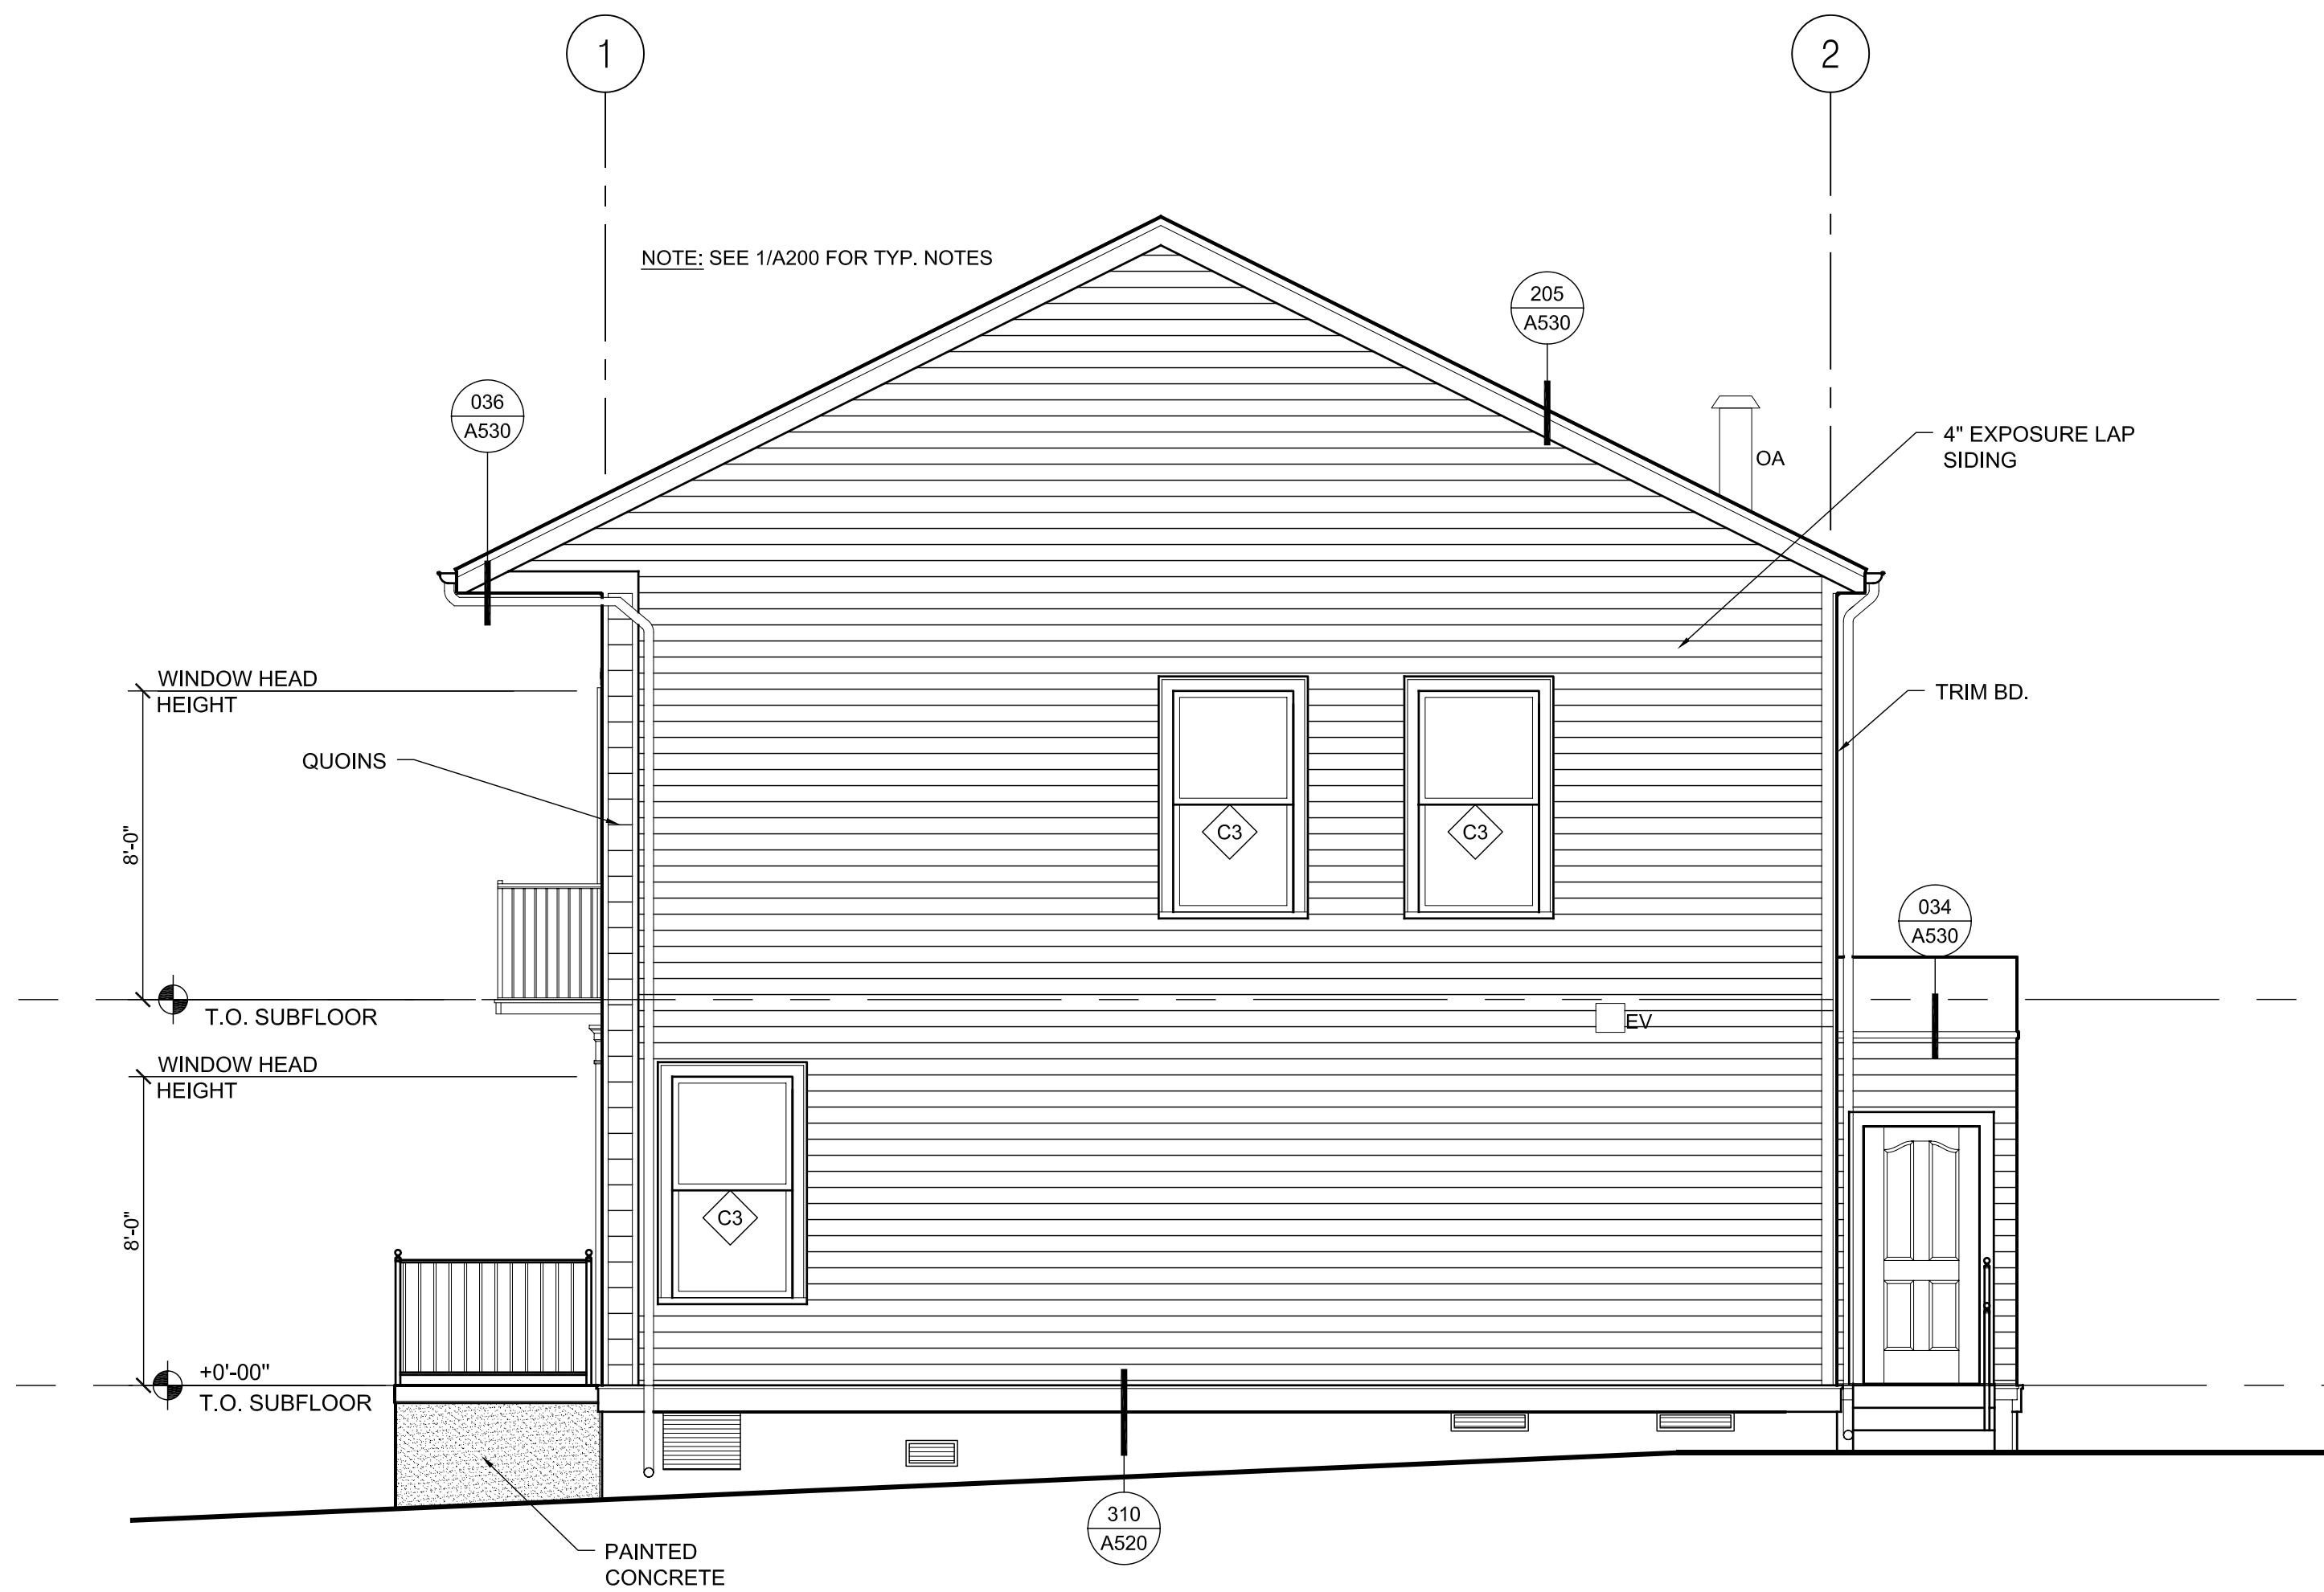 1
2
NOTE: SEE 1/A200 FOR TYP. NOTES
205
A530
036
A530
4" EXPOSURE LAP
SIDING
OA
WINDOW HEAD
HEIGHT
TRIM BD.
QUOINS
8'-0"
C3
C3
034
A530
T.O. SUBFLOOR
EV
WINDOW HEAD
HEIGHT
8'-0"
C3
+0'-00"
T.O. SUBFLOOR
310
A520
PAINTED
CONCRETE